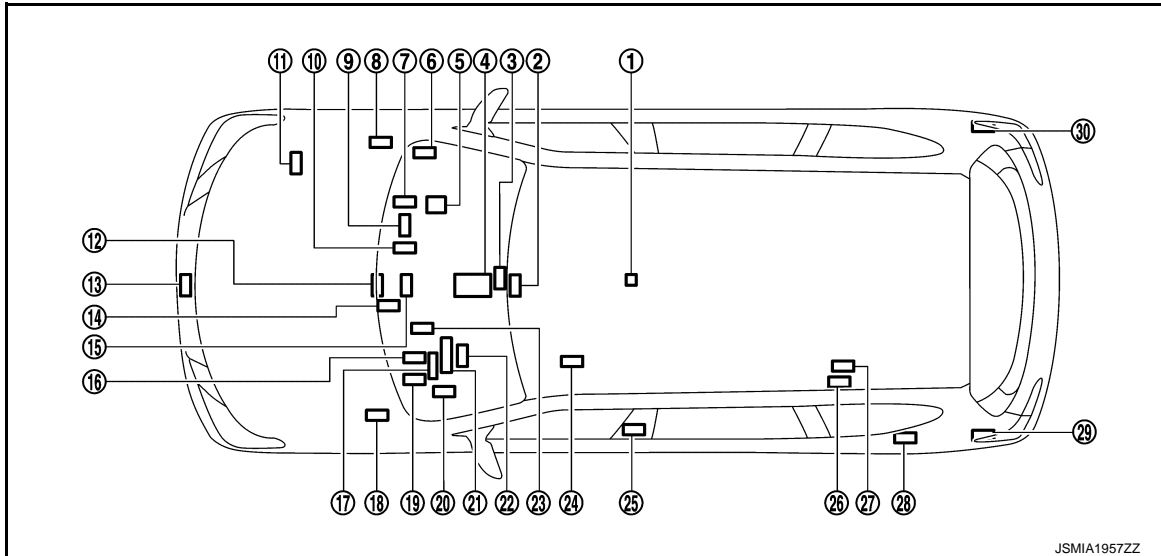 ⑪ ⑩ ⑨ ⑧ ⑦ ⑥ ⑤ ④ ③ ② ①
㉚
⑫
⑬
⑭
⑮
⑯
㉙
⑰ ⑱ ⑲ ⑳ ㉑ ㉒ ㉓ ㉔ ㉕ ㉖ ㉗ ㉘
JSMIA1957ZZ